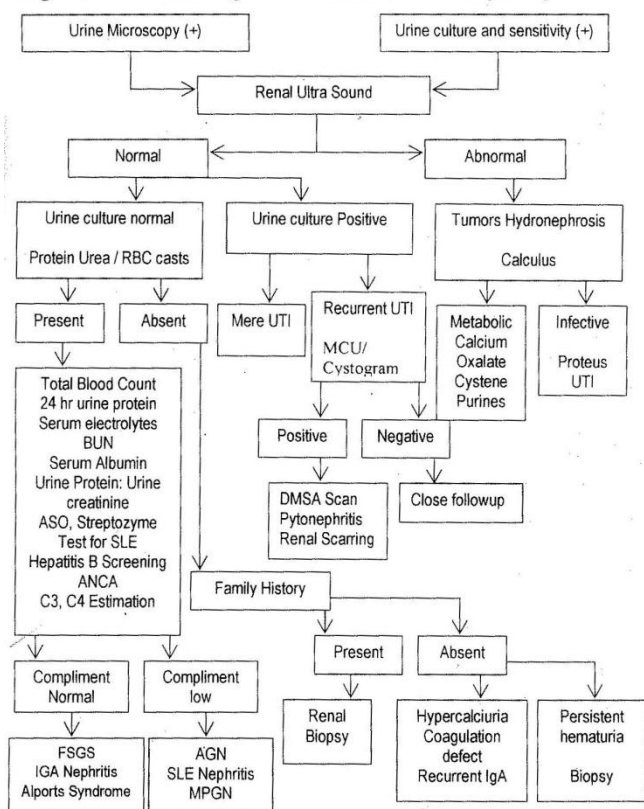 Urine Microscopy (+)
Urine culture and sensitivity (+)
Renal Ultra Sound
Normal
Abnormal
Urine culture normal
Protein Urea / RBC casts
Urine culture Positive
Tumors Hydronephrosis
Calculus
Present
Absent
Mere UTI
Recurrent UTI
MCU/
Cystogram
Metabolic
Calcium
Oxalate
Cystene
Purines
Infective
Proteus
UTI
Total Blood Count
24 hr urine protein
Serum electrolytes
BUN
Serum Albumin
Urine Protein: Urine
creatinine
ASO, Streptozyme
Test for SLE
Hepatitis B Screening
ANCA
C3, C4 Estimation
Positive
Negative
DMSA Scan
Pytonephritis
Renal Scarring
Close followup
Family History
Present
Absent
Compliment
Normal
Compliment
low
Renal
Biopsy
Hypercalciuria
Coagulation
defect
Recurrent IgA
Persistent
hematuria
Biopsy
FSGS
IGA Nephritis
Alports Syndrome
AGN
SLE Nephritis
MPGN